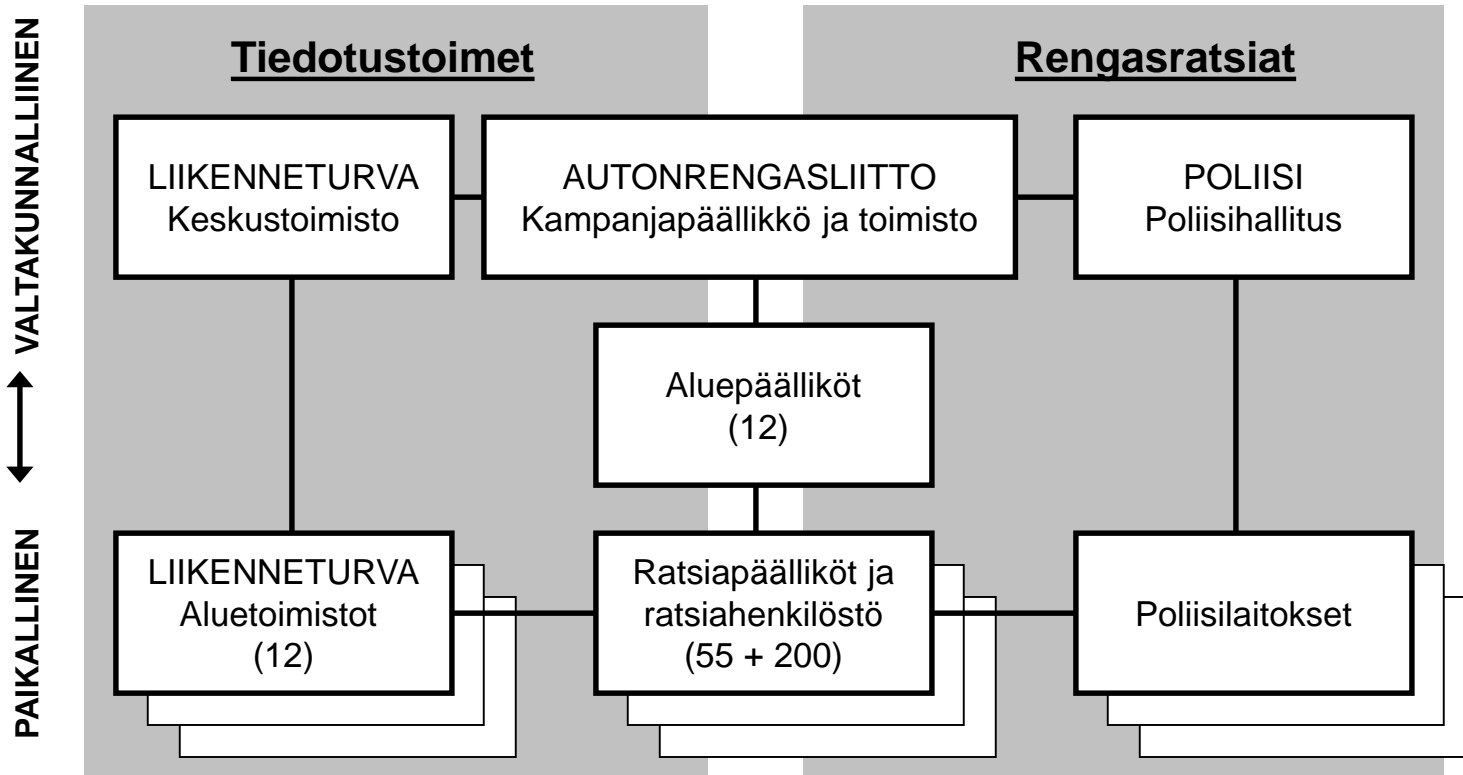 VALTAKUNNALLINEN
PAIKALLINEN
Tiedotustoimet
Rengasratsiat
LIIKENNETURVA
Keskustoimisto
AUTONRENGASLIITTO
Kampanjapäällikkö ja toimisto
POLIISI
Poliisihallitus
Aluepäälliköt
(12)
LIIKENNETURVA
Aluetoimistot
(12)
Ratsiapäälliköt ja
ratsiahenkilöstö
(55 + 200)
Poliisilaitokset